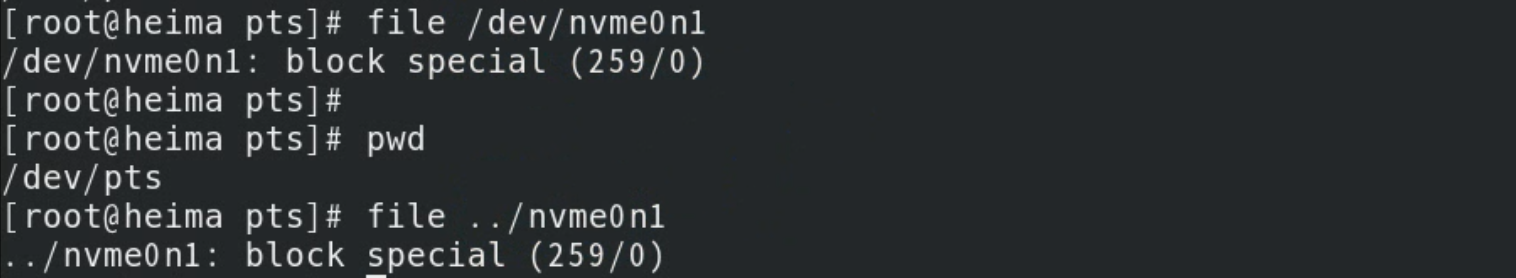 [root@heima pts]# file /dev/nvme0n1
/dev/nvme0n1: block special (259/0)
[root@heima pts]#
[root@heima pts]# pwd
/dev/pts
[root@heima pts]# file ../nvme0n1
../nvme0n1: block special (259/0)